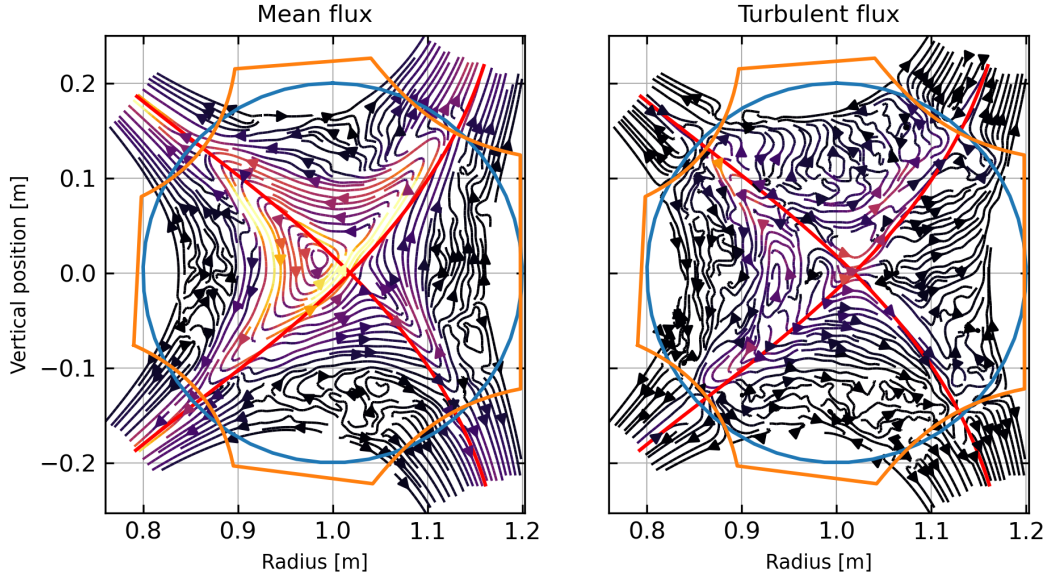 Mean flux
Turbulent flux
Vertical position [m]
0.2
0.1
0.0
−0.1
−0.2
0.8 0.9 1.0 1.1 1.2
0.8 0.9 1.0 1.1 1.2
Radius [m]
Radius [m]